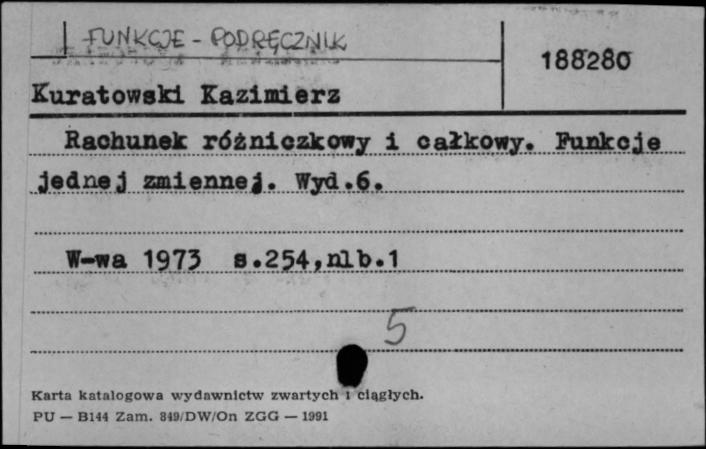 FUNKCJE - PODRĘCZNIK
188280
Kuratowski Kazimierz
Rachunek różniczkowy i całkowy. Funkcje
jednej zmiennej. Wyd.6.
W-wa 1973 s.254,nlb.1
5
Karta katalogowa wydawnictw zwartych i ciągłych.
PU — B144 Zam. 849/DW/On ZGG — 1991